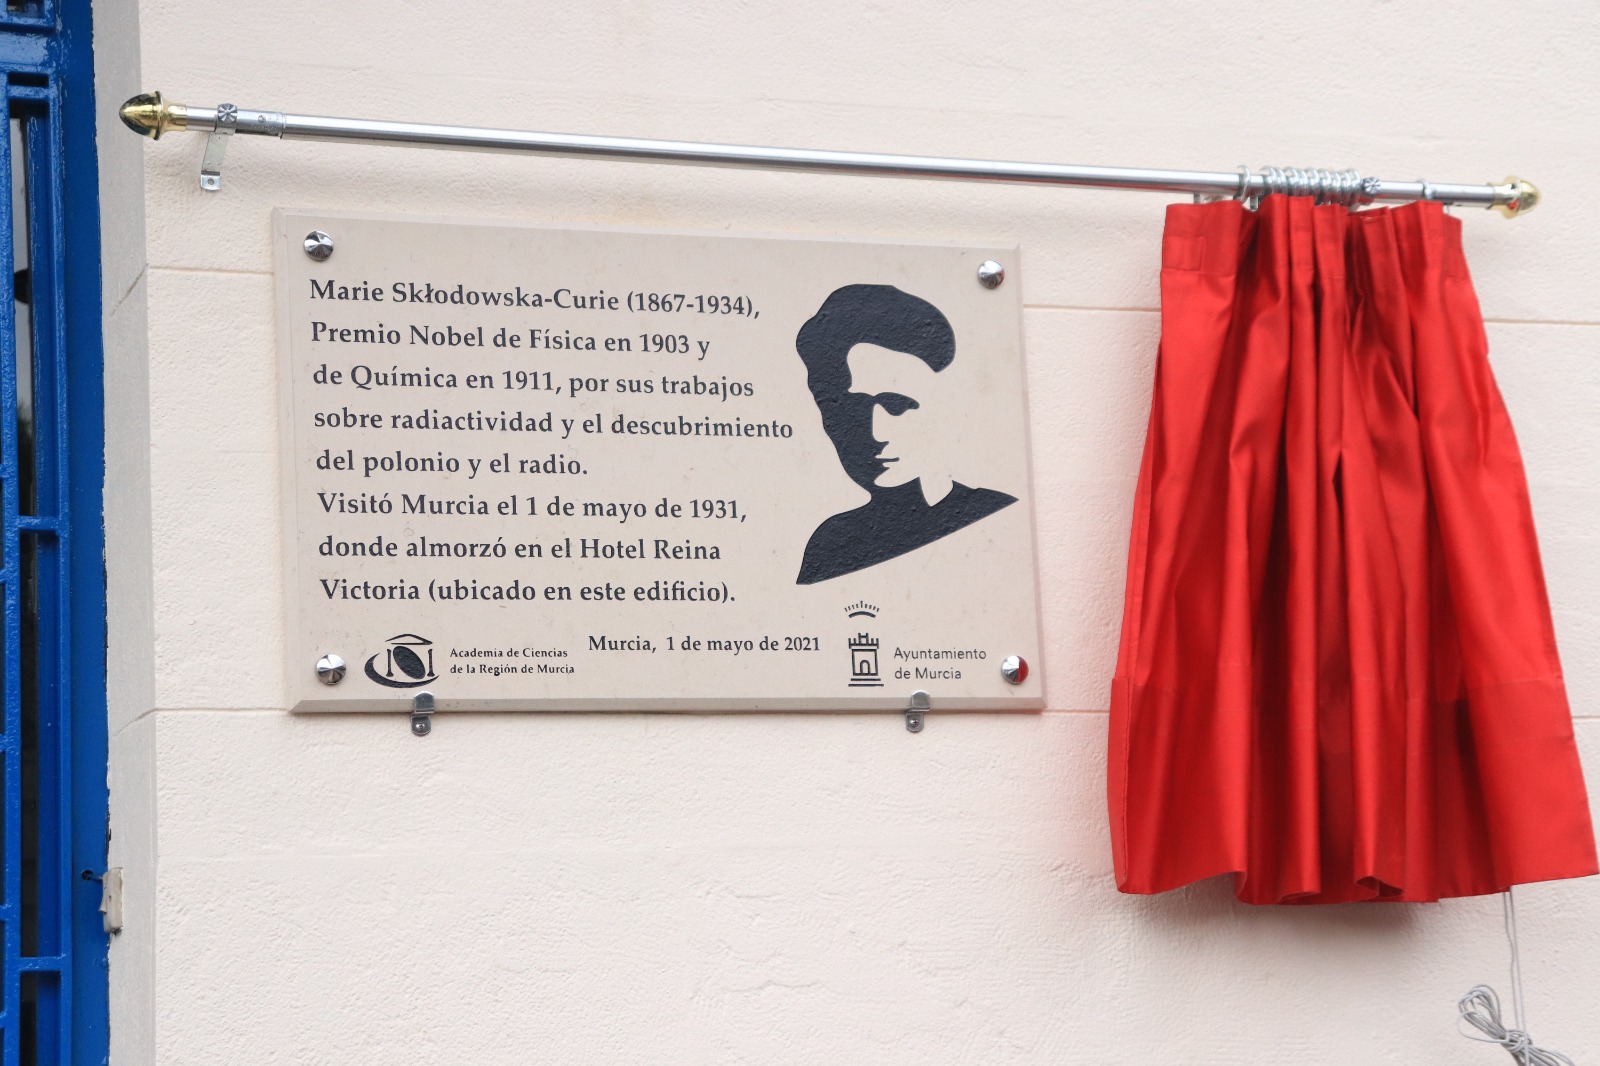 Marie Skłodowska-Curie (1867-1934),
Premio Nobel de Física en 1903 y
de Química en 1911, por sus trabajos
sobre radiactividad y el descubrimiento
del polonio y el radio.
Visitó Murcia el 1 de mayo de 1931,
donde almorzó en el Hotel Reina
Victoria (ubicado en este edificio).
Murcia, 1 de mayo de 2021
Academia de Ciencias
de la Región de Murcia
Ayuntamiento
de Murcia